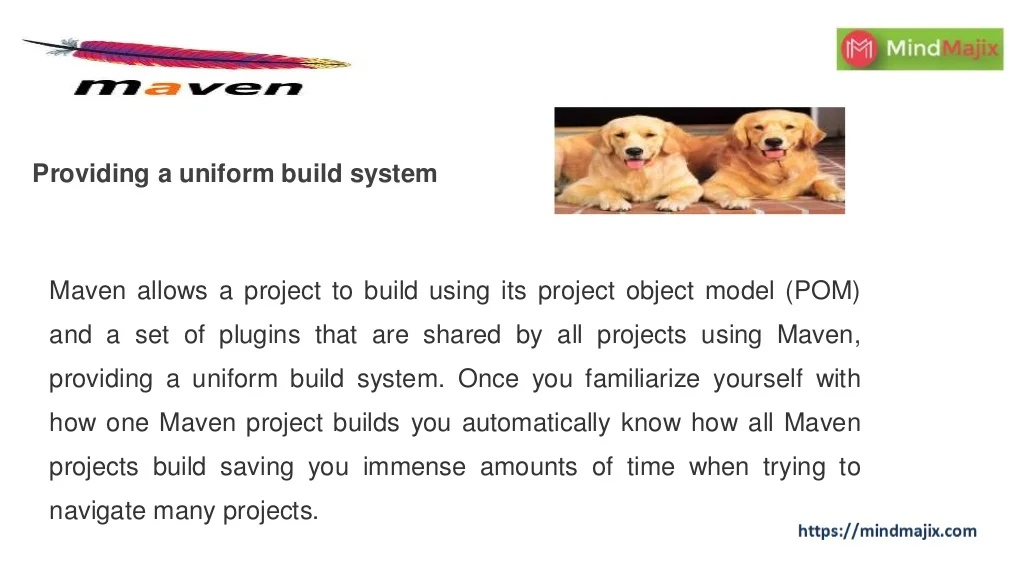 maven
MindMajix
Providing a uniform build system
Maven allows a project to build using its project object model (POM)
and a set of plugins that are shared by all projects using Maven,
providing a uniform build system. Once you familiarize yourself with
how one Maven project builds you automatically know how all Maven
projects build saving you immense amounts of time when trying to
navigate many projects.
https://mindmajix.com